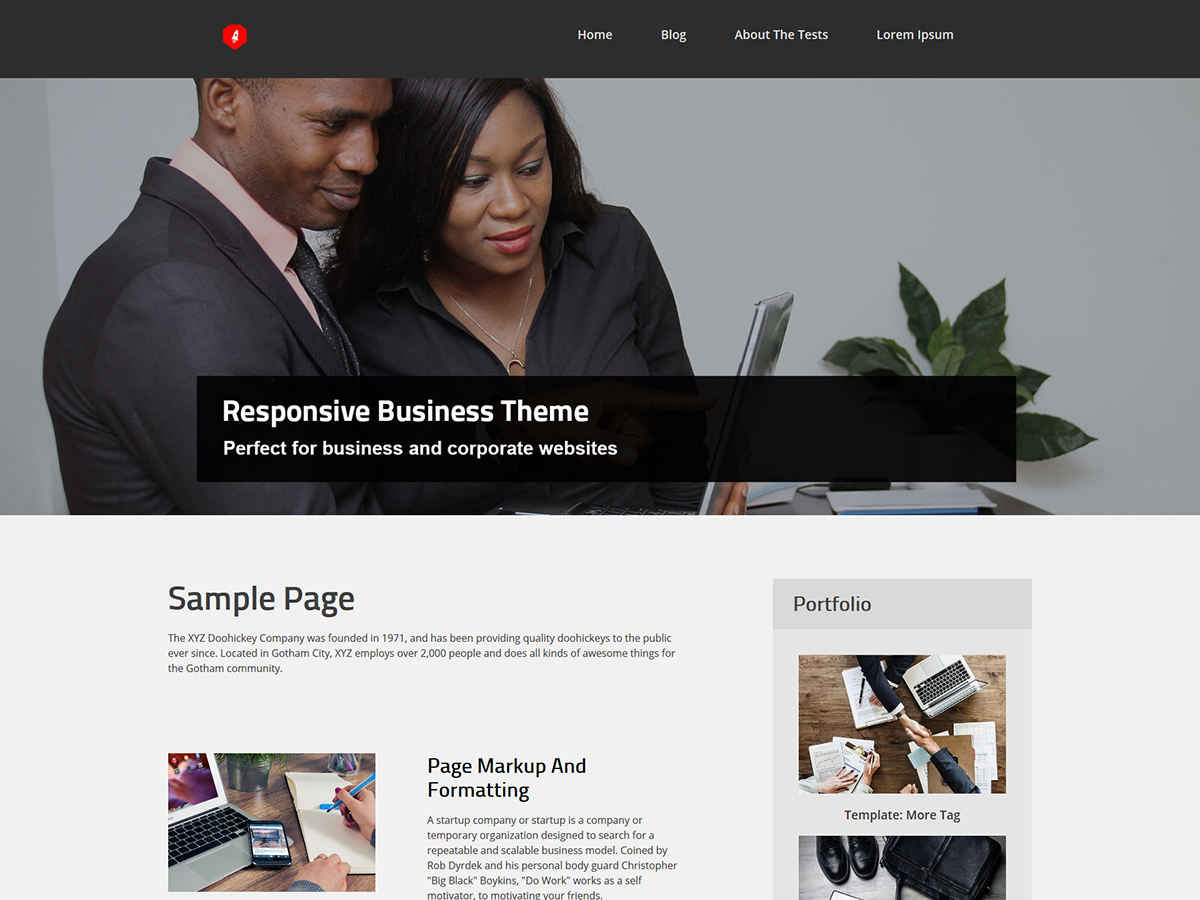 Home Blog About The Tests Lorem Ipsum
Responsive Business Theme
Perfect for business and corporate websites
Sample Page
The XYZ Doohickey Company was founded in 1971, and has been providing quality doohickeys to the public
ever since. Located in Gotham City, XYZ employs over 2,000 people and does all kinds of awesome things for
the Gotham community.
Page Markup And
Formatting
A startup company or startup is a company or
temporary organization designed to search for a
repeatable and scalable business model. Coined by
Rob Dyrdek and his personal body guard Christopher
"Big Black" Boykins, "Do Work" works as a self
motivator, to motivating your friends.
Portfolio
Template: More Tag